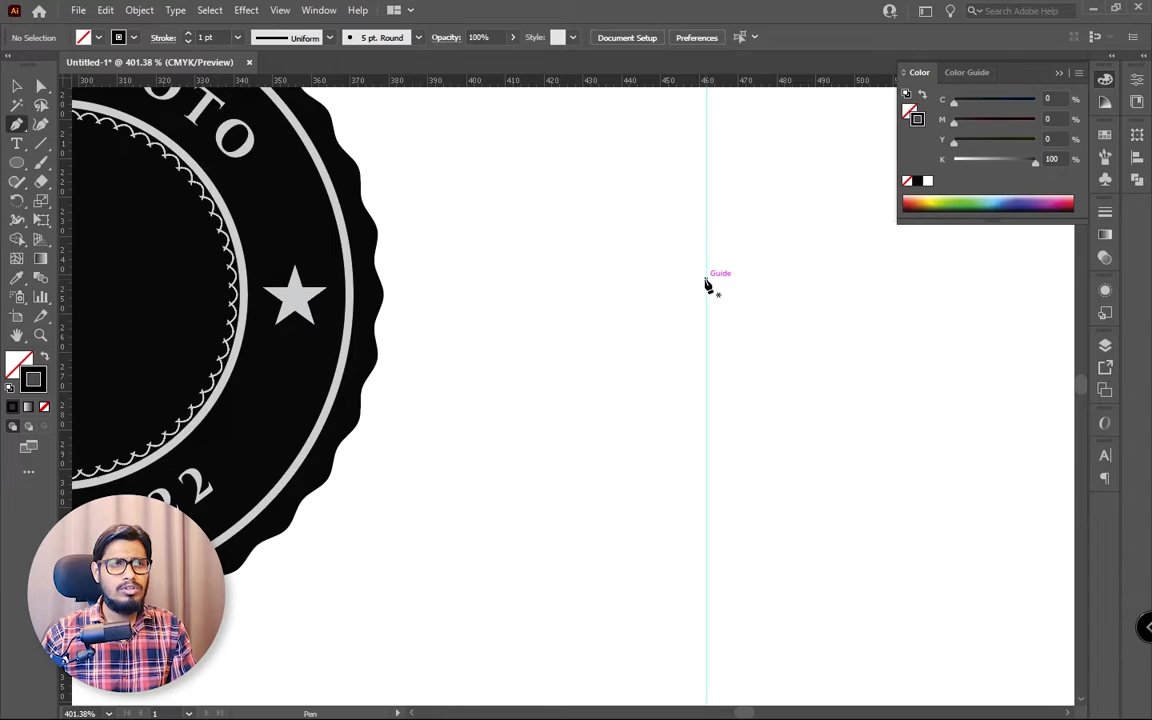 Ai File Edit Object Type Select Effect View Window Help Search Adobe Help
No Selection Stroke: 1 pt Uniform 5 pt. Round Opacity: 100% Style: Document Setup Preferences
Untitled-1* @ 401.38 % (CMYK/Preview)
300 310 320 330 340 350 360 370 380 390 400 410 420 430 440 450 460 470 480 490 500
Color Color Guide
C 0 %
M 0 %
Y 0 %
K 100 %
OTO
Guide
22
401.38% 1 Pen